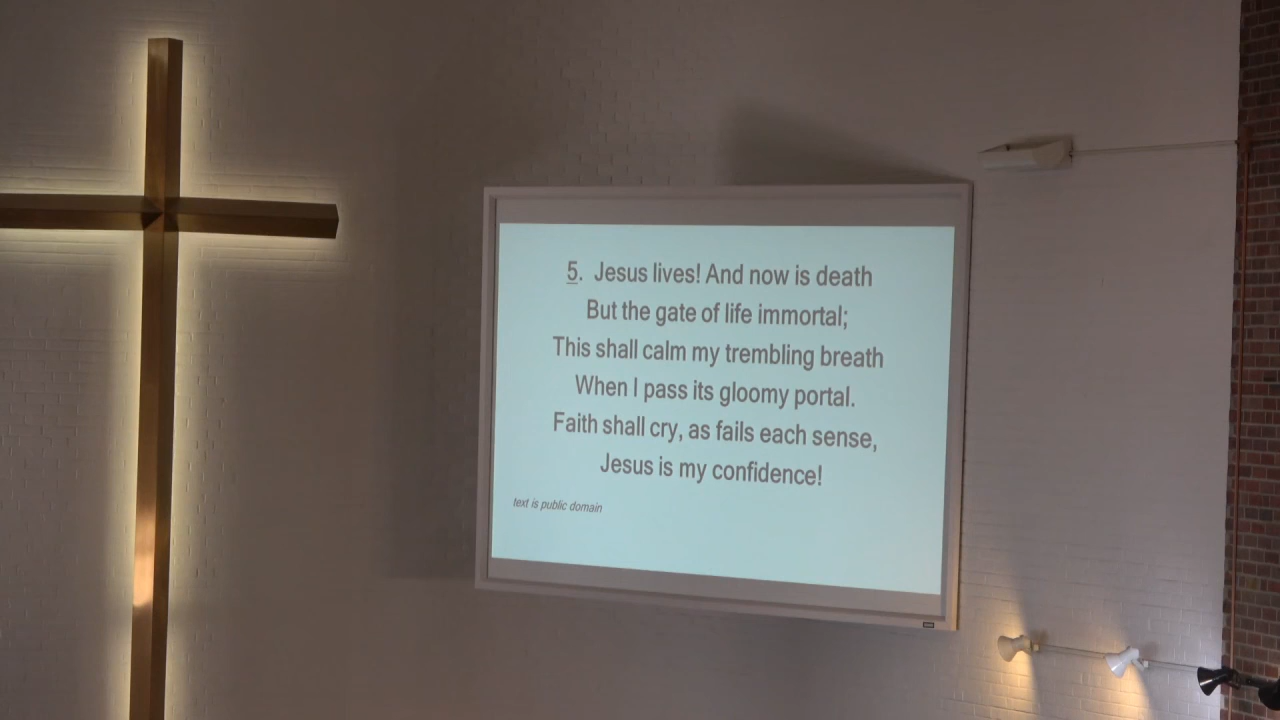 5. Jesus lives! And now is death
But the gate of life immortal;
This shall calm my trembling breath
When I pass its gloomy portal.
Faith shall cry, as fails each sense,
Jesus is my confidence!
text is public domain